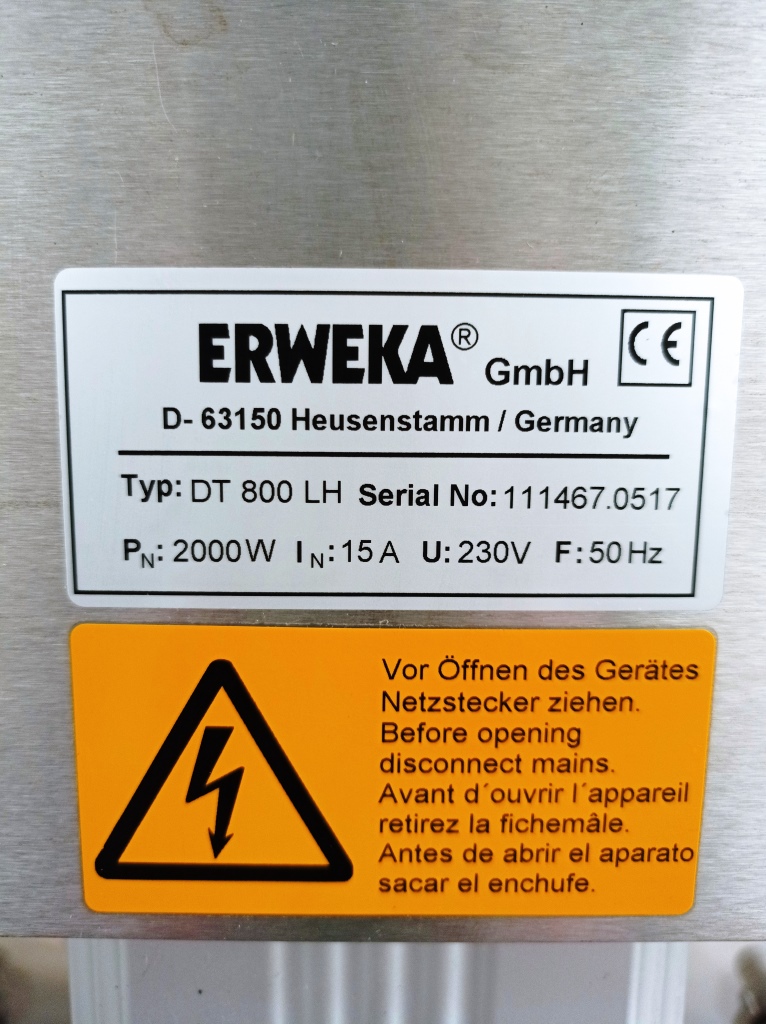 ERWEKA® GmbH
CE
D- 63150 Heusenstamm / Germany
Typ: DT 800 LH Serial No: 111467.0517
PN: 2000W IN: 15 A U: 230V F: 50 Hz
Vor Öffnen des Gerätes
Netzstecker ziehen.
Before opening
disconnect mains.
Avant d´ouvrir l´appareil
retirez la fichemâle.
Antes de abrir el aparato
sacar el enchufe.